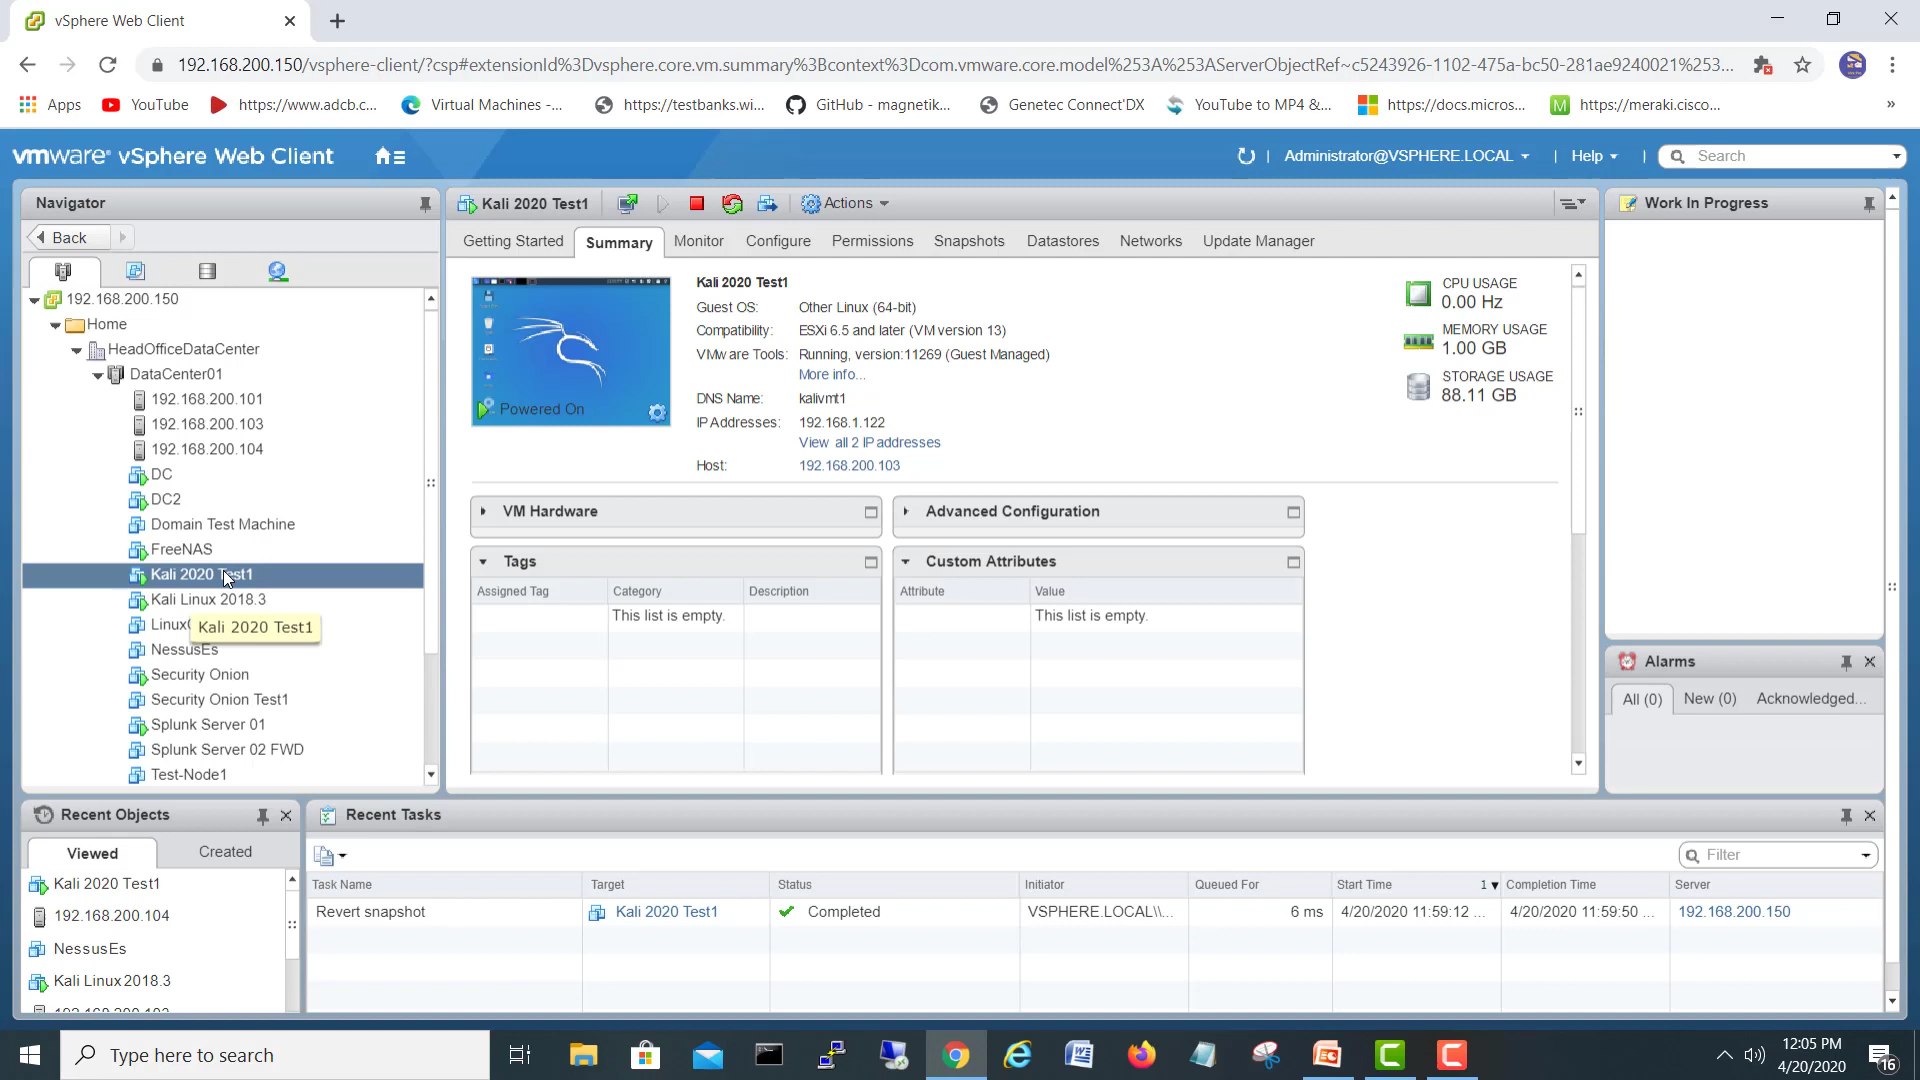 vSphere Web Client
192.168.200.150/vsphere-client/?csp#extensionId%3Dvsphere.core.vm.summary%3Bcontext%3Dcom.vmware.core.model%253A%253AServerObjectRef~c5243926-1102-475a-bc50-281ae9240021%253...
Apps
YouTube
https://www.adcb.c...
Virtual Machines -...
https://testbanks.wi...
GitHub - magnetik...
Genetec Connect'DX
YouTube to MP4 &...
https://docs.micros...
https://meraki.cisco...
»
vmware® vSphere Web Client
Administrator@VSPHERE.LOCAL
Help
Search
Navigator
Back
192.168.200.150
Home
HeadOfficeDataCenter
DataCenter01
192.168.200.101
192.168.200.103
192.168.200.104
DC
DC2
Domain Test Machine
FreeNAS
Kali 2020 Test1
Kali Linux 2018.3
Kali 2020 Test1
NessusEs
Security Onion
Security Onion Test1
Splunk Server 01
Splunk Server 02 FWD
Test-Node1
Kali 2020 Test1
Actions
Getting Started
Summary
Monitor
Configure
Permissions
Snapshots
Datastores
Networks
Update Manager
Powered On
Kali 2020 Test1
Guest OS: Other Linux (64-bit)
Compatibility: ESXi 6.5 and later (VM version 13)
VMware Tools: Running, version:11269 (Guest Managed)
More info...
DNS Name: kalivmt1
IP Addresses: 192.168.1.122
View all 2 IP addresses
Host: 192.168.200.103
CPU USAGE
0.00 Hz
MEMORY USAGE
1.00 GB
STORAGE USAGE
88.11 GB
VM Hardware
Advanced Configuration
Tags
Assigned Tag Category Description
This list is empty.
Custom Attributes
Attribute Value
This list is empty.
Work In Progress
Alarms
All (0)
New (0)
Acknowledged...
Recent Objects
Viewed
Created
Kali 2020 Test1
192.168.200.104
NessusEs
Kali Linux 2018.3
Recent Tasks
Filter
Task Name Target Status Initiator Queued For Start Time 1 Completion Time Server
Revert snapshot Kali 2020 Test1 Completed VSPHERE.LOCAL\\... 6 ms 4/20/2020 11:59:12 ... 4/20/2020 11:59:50 ... 192.168.200.150
Type here to search
12:05 PM
4/20/2020
16